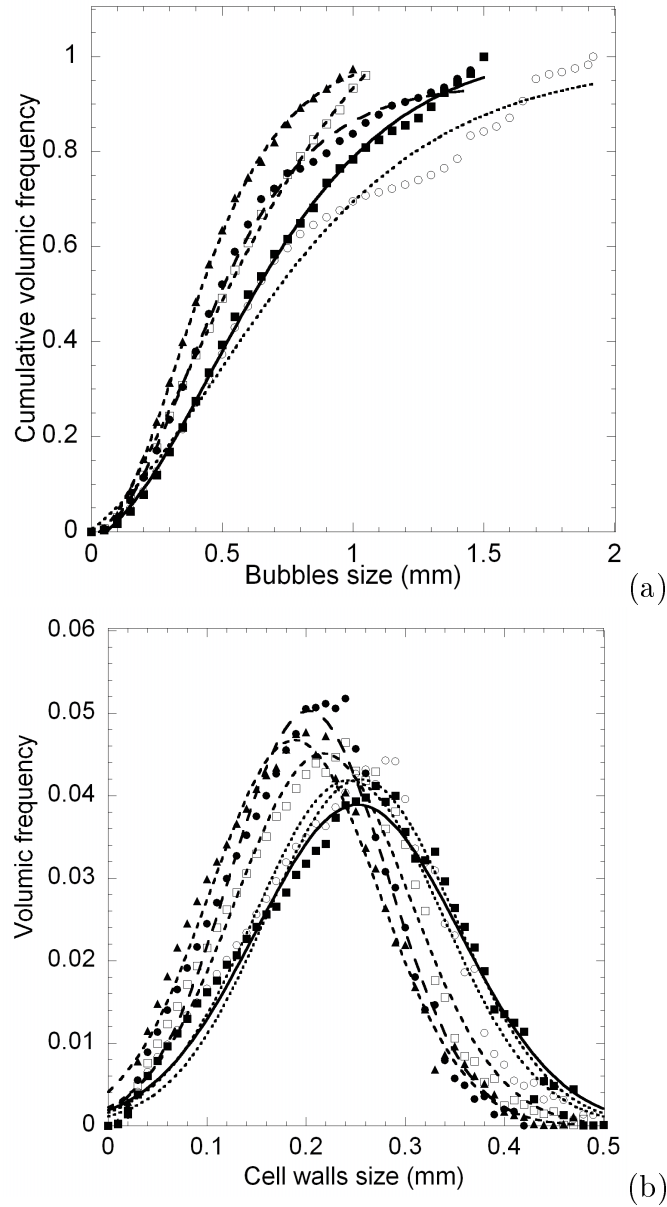 1
0.8
0.6
0.4
0.2
0
Cumulative volumic frequency
0 0.5 1 1.5 2
Bubbles size (mm)
(a)
0.06
0.05
0.04
0.03
0.02
0.01
0
Volumic frequency
0 0.1 0.2 0.3 0.4 0.5
Cell walls size (mm)
(b)